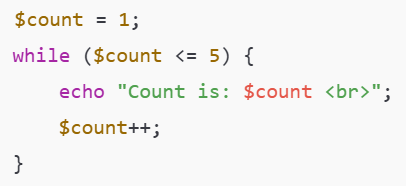 $count = 1;
while ($count <= 5) {
    echo "Count is: $count <br>";
    $count++;
}